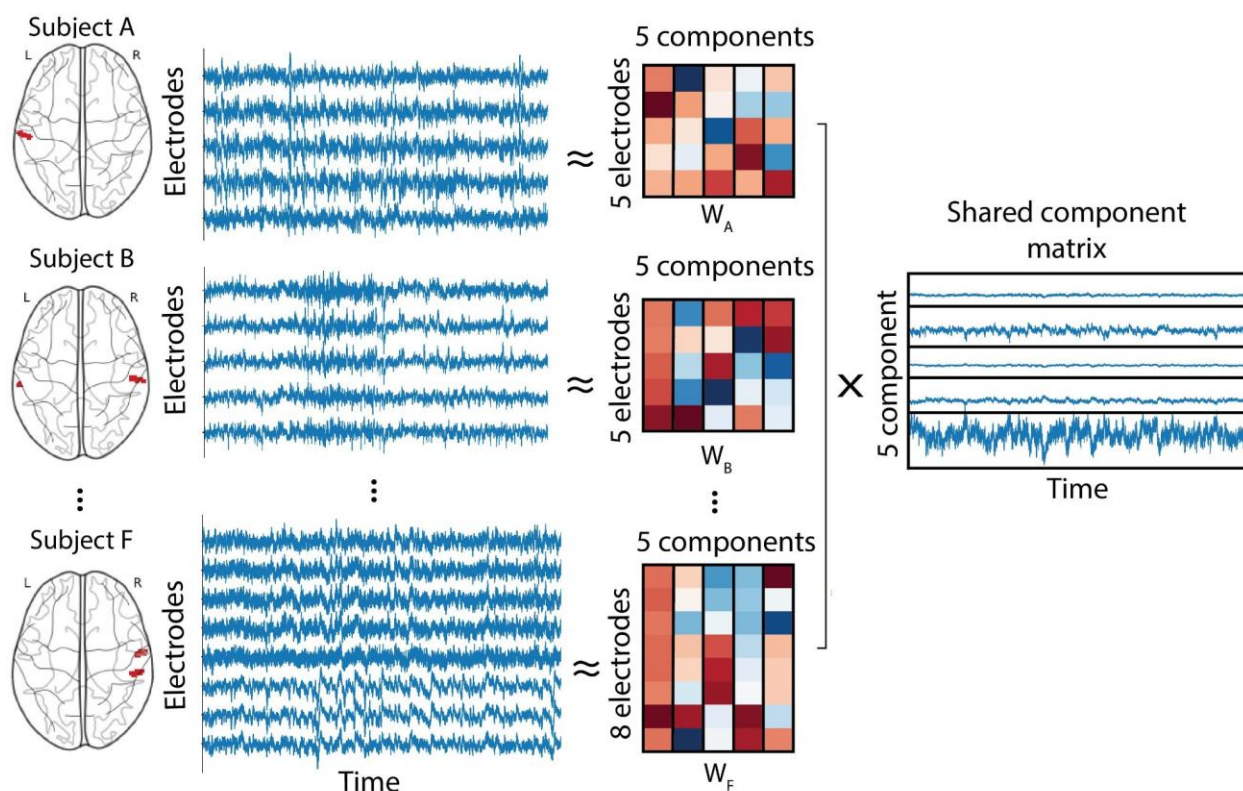 Subject A
L R
Electrodes
≈
5 components
5 electrodes
W_A
Subject B
L R
Electrodes
≈
5 components
5 electrodes
W_B
⋮
⋮
⋮
Subject F
L R
Electrodes
Time
≈
5 components
8 electrodes
W_F
X
Shared component
matrix
5 component
Time